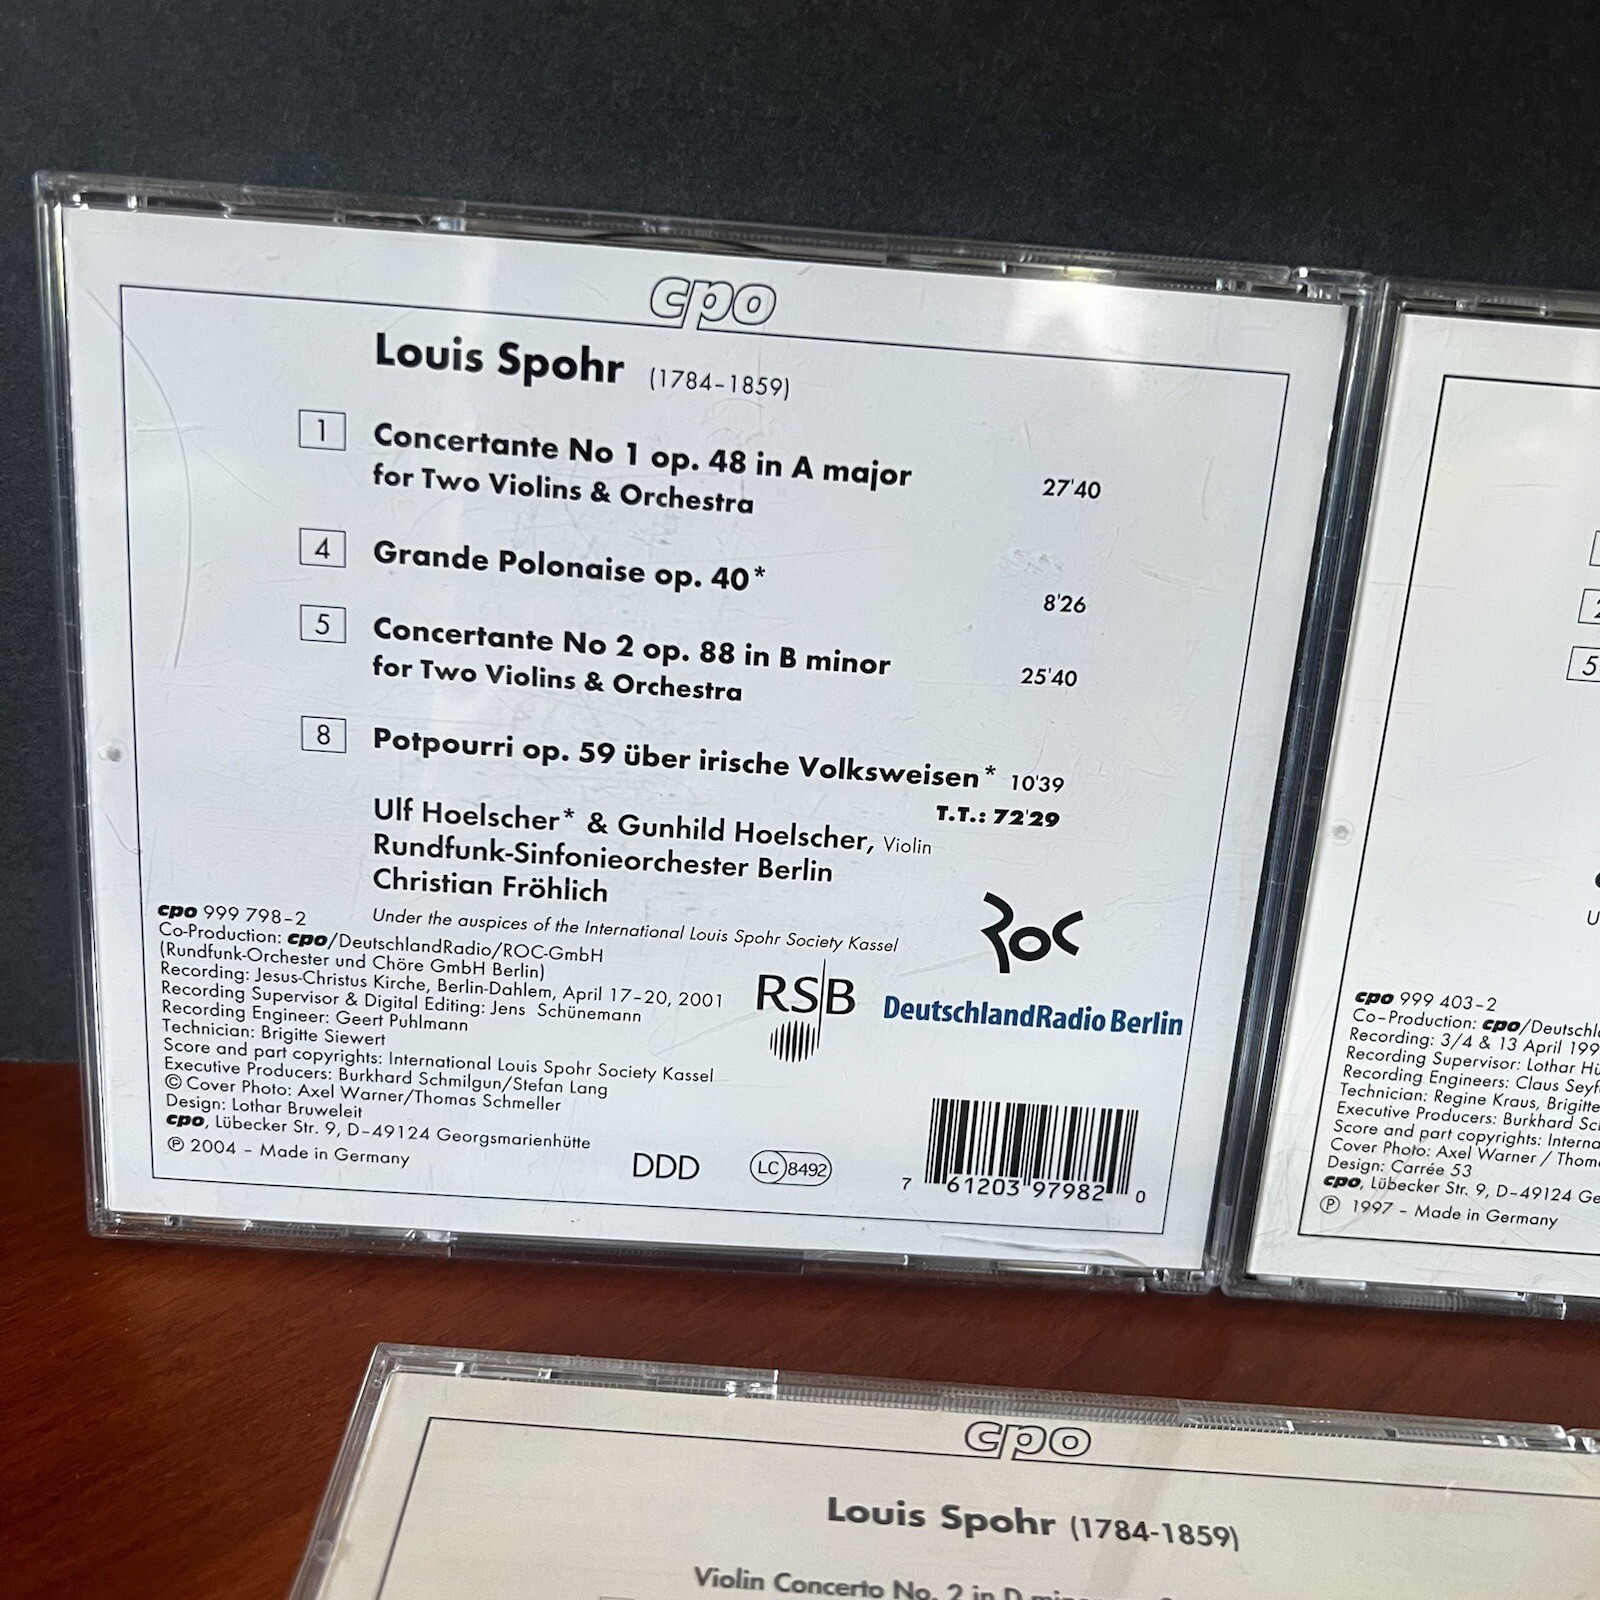 cpo
Louis Spohr (1784–1859)
1 Concertante No 1 op. 48 in A major
for Two Violins & Orchestra 27'40
4 Grande Polonaise op. 40* 8'26
5 Concertante No 2 op. 88 in B minor
for Two Violins & Orchestra 25'40
8 Potpourri op. 59 über irische Volksweisen* 10'39
T.T.: 72'29
Ulf Hoelscher* & Gunhild Hoelscher, Violin
Rundfunk-Sinfonieorchester Berlin
Christian Fröhlich
Under the auspices of the International Louis Spohr Society Kassel
cpo 999 798–2
Co-Production: cpo/DeutschlandRadio/ROC-GmbH
(Rundfunk-Orchester und Chöre GmbH Berlin)
Recording: Jesus-Christus Kirche, Berlin-Dahlem, April 17–20, 2001
Recording Supervisor & Digital Editing: Jens Schünemann
Recording Engineer: Geert Puhlmann
Technician: Brigitte Siewert
Score and part copyrights: International Louis Spohr Society Kassel
Executive Producers: Burkhard Schmilgun/Stefan Lang
© Cover Photo: Axel Warner/Thomas Schmeller
Design: Lothar Bruweleit
cpo, Lübecker Str. 9, D–49124 Georgsmarienhütte
℗ 2004 – Made in Germany
ROC
RSB
DeutschlandRadio Berlin
DDD
LC 8492
7 61203 97982 0
5
cpo 999 403–2
Co-Production: cpo/
Recording: 3/4 & 13 April
Recording Supervisor: Lothar
Recording Engineers: Claus
Technician: Regine Kraus,
Executive Producers: Burkhard
Score and part copyrights:
Cover Photo: Axel Warner /
Design: Carrée 53
cpo, Lübecker Str. 9, D–49124
℗ 1997 – Made in Germany
cpo
Louis Spohr (1784-1859)
Violin Concerto No. 2 in D